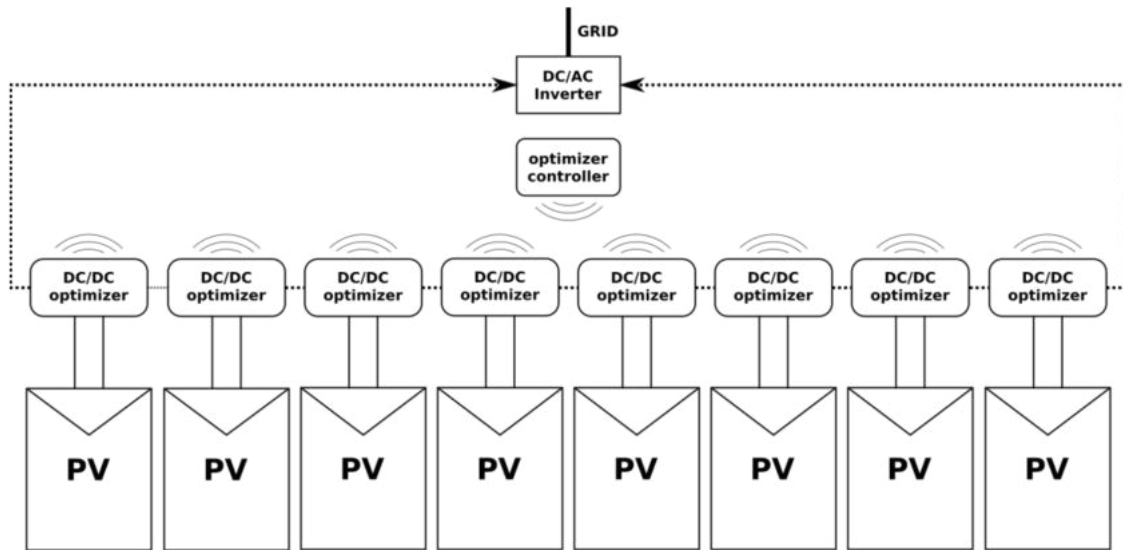 GRID
DC/AC
Inverter
optimizer
controller
DC/DC
optimizer
DC/DC
optimizer
DC/DC
optimizer
DC/DC
optimizer
DC/DC
optimizer
DC/DC
optimizer
DC/DC
optimizer
DC/DC
optimizer
PV
PV
PV
PV
PV
PV
PV
PV